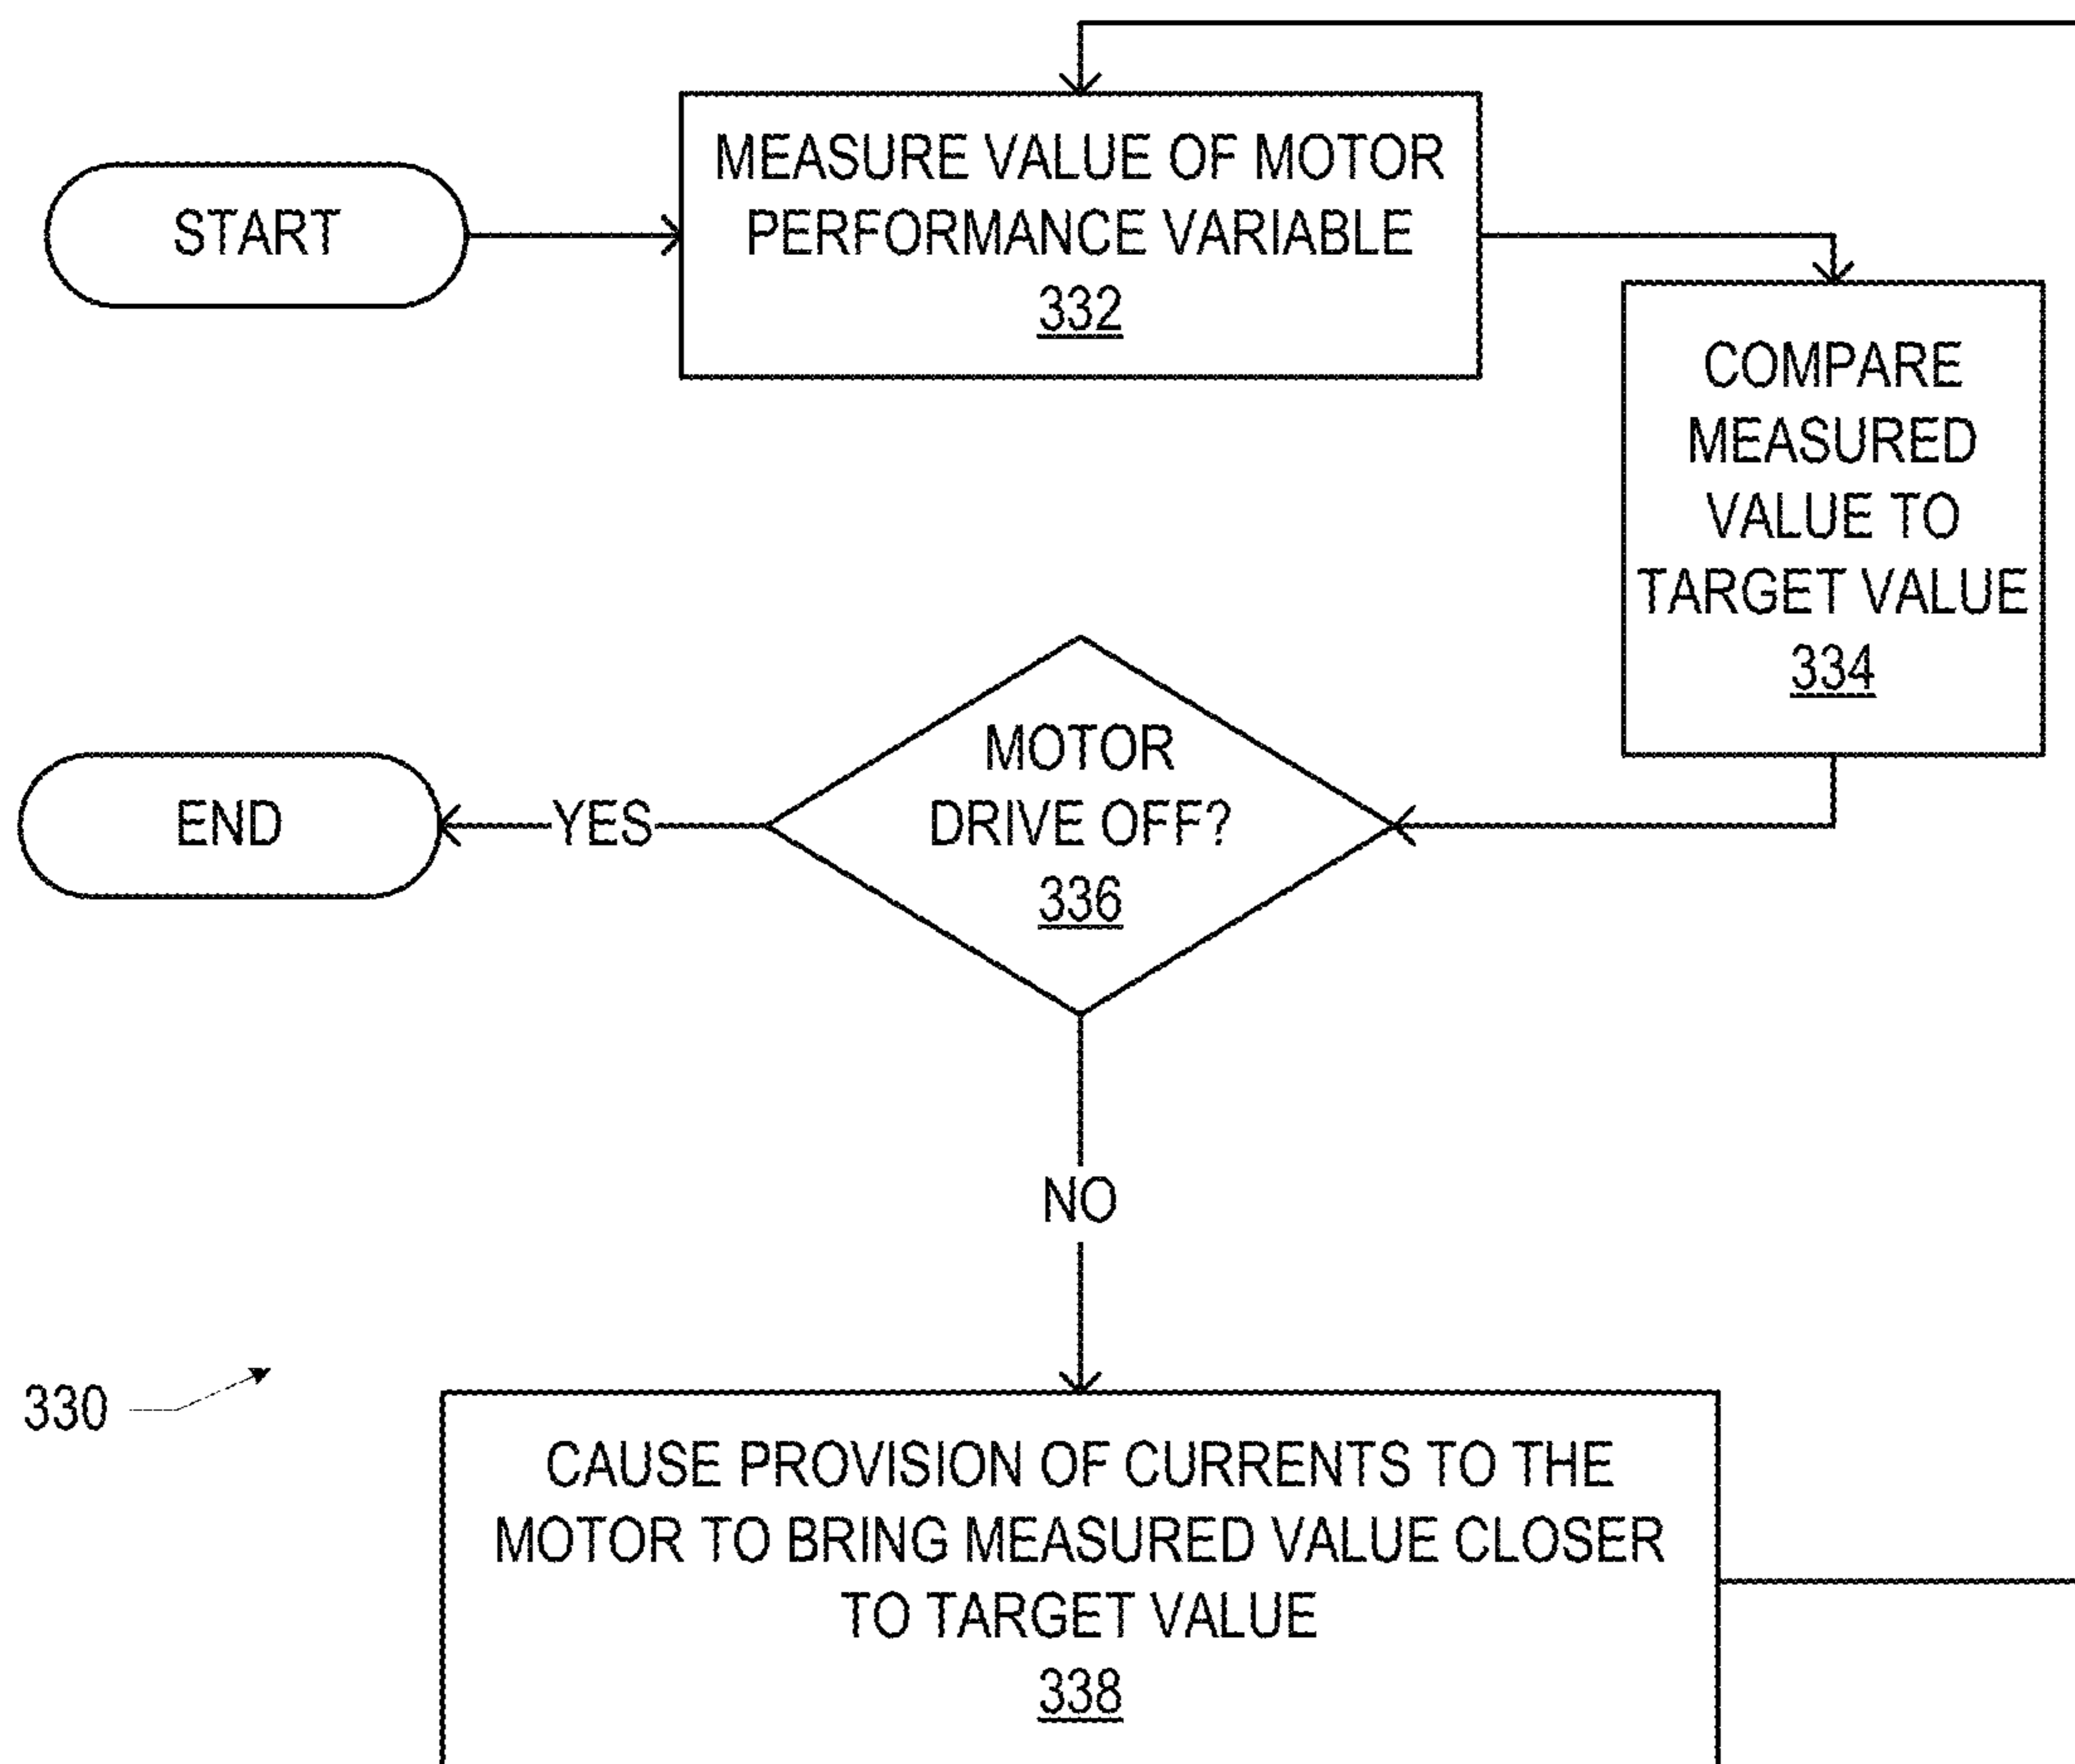 START
MEASURE VALUE OF MOTOR
PERFORMANCE VARIABLE
332
COMPARE
MEASURED
VALUE TO
TARGET VALUE
334
MOTOR
DRIVE OFF?
336
YES
END
NO
330
CAUSE PROVISION OF CURRENTS TO THE
MOTOR TO BRING MEASURED VALUE CLOSER
TO TARGET VALUE
338